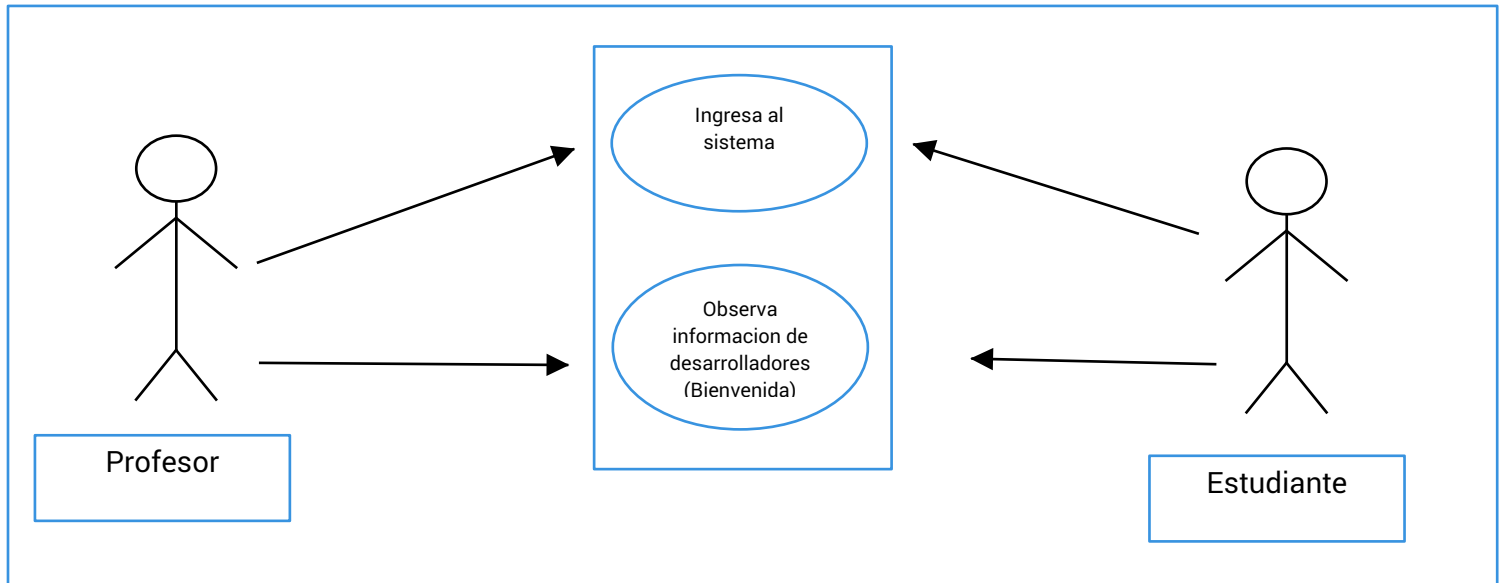 Ingresa al
sistema
Observa
informacion de
desarrolladores
(Bienvenida)
Profesor
Estudiante